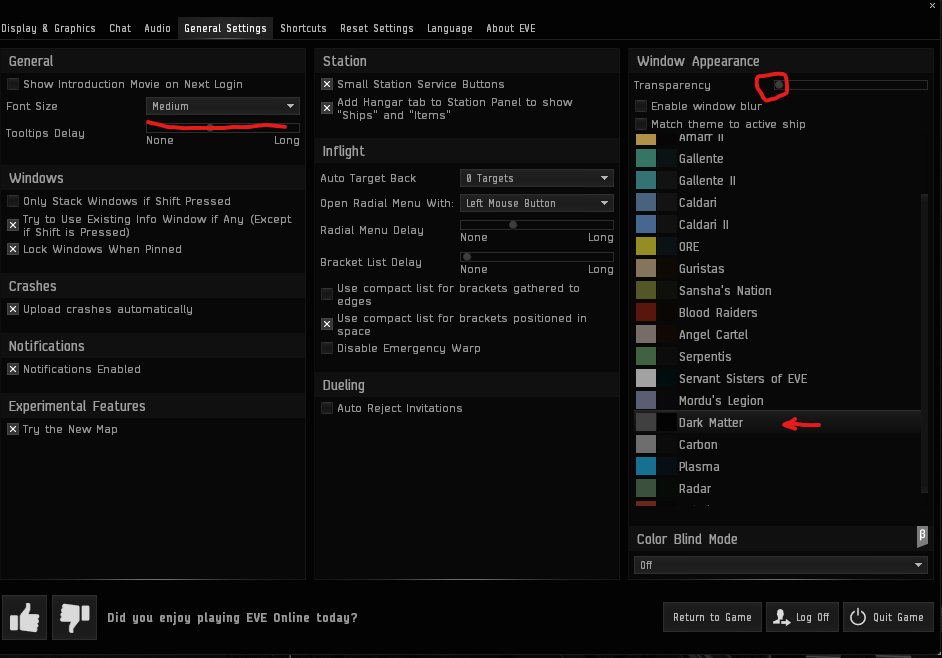 Display & Graphics Chat Audio General Settings Shortcuts Reset Settings Language About EVE
General
Show Introduction Movie on Next Login
Font Size Medium
Tooltips Delay
None Long
Windows
Only Stack Windows if Shift Pressed
Try to Use Existing Info Window if Any (Except
if Shift is Pressed)
Lock Windows When Pinned
Crashes
Upload crashes automatically
Notifications
Notifications Enabled
Experimental Features
Try the New Map
Station
Small Station Service Buttons
Add Hangar tab to Station Panel to show
"Ships" and "Items"
Inflight
Auto Target Back 0 Targets
Open Radial Menu With: Left Mouse Button
Radial Menu Delay
None Long
Bracket List Delay
None Long
Use compact list for brackets gathered to
edges
Use compact list for brackets positioned in
space
Disable Emergency Warp
Dueling
Auto Reject Invitations
Window Appearance
Transparency
Enable window blur
Match theme to active ship
Amarr II
Gallente
Gallente II
Caldari
Caldari II
ORE
Guristas
Sansha's Nation
Blood Raiders
Angel Cartel
Serpentis
Servant Sisters of EVE
Mordu's Legion
Dark Matter
Carbon
Plasma
Radar
Color Blind Mode
β
Off
Did you enjoy playing EVE Online today?
Return to Game Log Off Quit Game